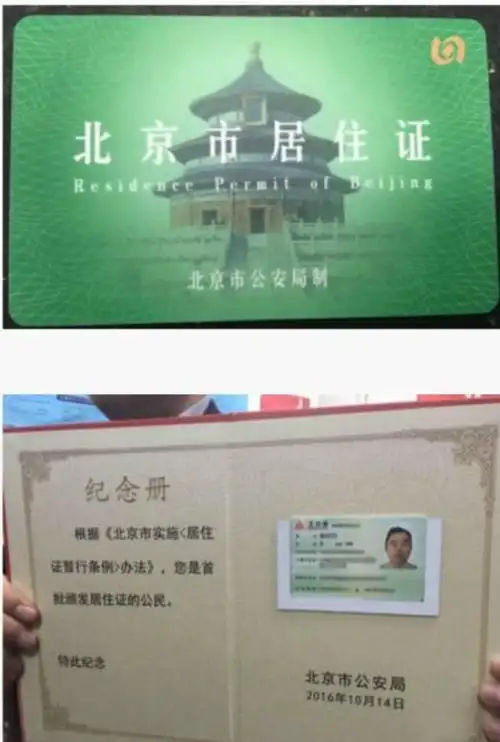 北京市居住证
Residence Permit of Beijing
北京市公安局制
纪念册
根据《北京市实施<居住
证暂行条例>办法》，您是首
批颁发居住证的公民。
特此纪念
北京市公安局
2016年10月14日